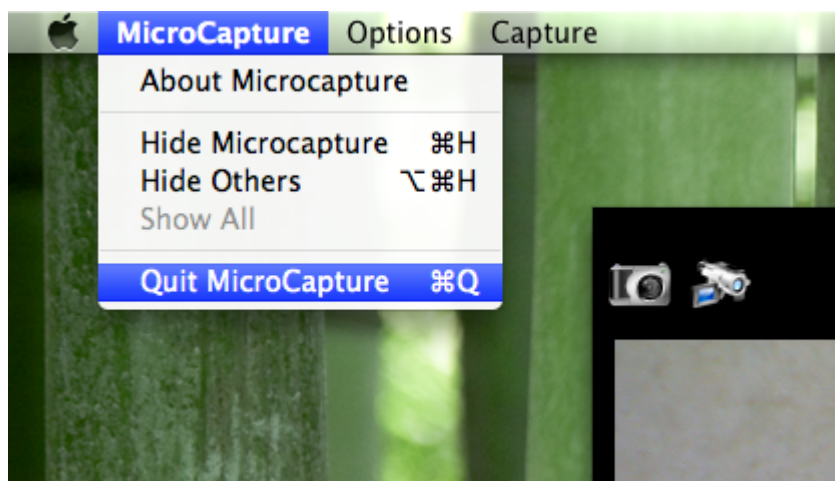 MicroCapture Options Capture
About Microcapture
Hide Microcapture ⌘H
Hide Others ⌥⌘H
Show All
Quit MicroCapture ⌘Q